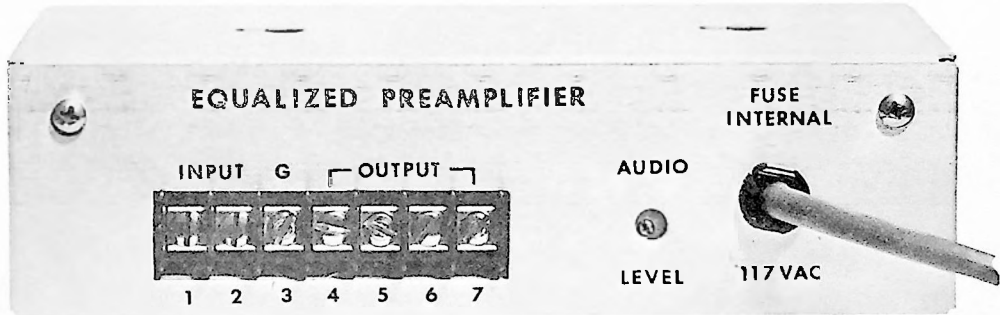 EQUALIZED PREAMPLIFIER
FUSE
INTERNAL
INPUT G OUTPUT
AUDIO
LEVEL
117 VAC
1 2 3 4 5 6 7